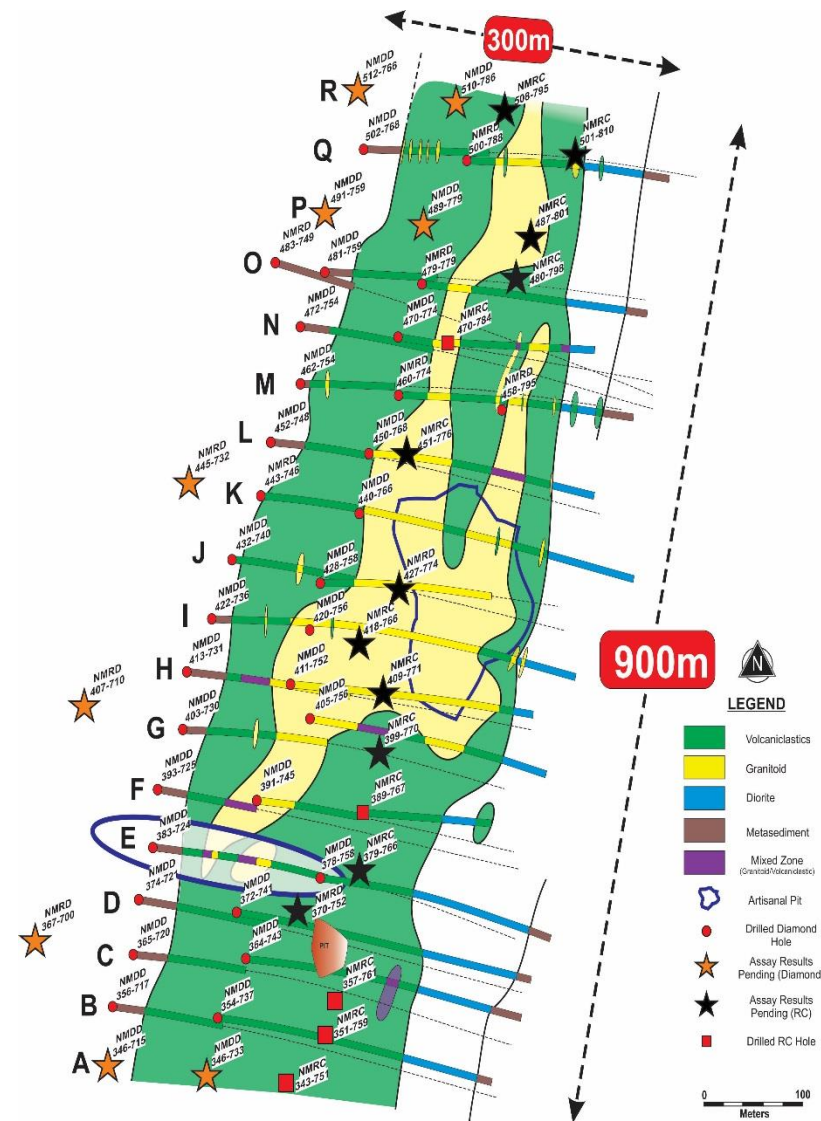 300m
NMDD
512-766
R
NMDD
510-786
NMRC
508-795
NMDD
502-768
Q
NMRD
500-788
NMRC
501-810
NMDD
491-759
P
NMDD
489-779
NMRC
487-801
NMRD
483-749
O
NMDD
481-759
NMRD
479-779
NMRC
480-798
NMDD
472-754
N
NMDD
470-774
NMRC
470-784
NMDD
462-754
M
NMRD
460-774
NMRD
458-795
NMDD
452-748
L
NMDD
450-768
NMRC
451-776
NMRD
445-732
NMRD
443-746
K
NMDD
440-766
NMDD
432-740
J
NMDD
428-758
NMRD
427-774
NMDD
422-736
I
NMDD
420-756
NMRC
418-766
NMDD
413-731
H
NMDD
411-752
NMRC
409-771
NMRD
407-710
NMDD
403-730
G
NMDD
405-756
NMRC
399-770
NMDD
393-725
F
NMDD
391-745
NMRC
389-767
NMDD
383-724
E
NMDD
378-758
NMRC
379-766
NMDD
374-721
D
NMDD
372-741
NMRD
370-752
NMRD
367-700
NMDD
365-720
C
NMDD
364-743
PIT
NMRC
357-761
NMDD
356-717
B
NMDD
354-737
NMRC
351-759
NMDD
346-715
A
NMDD
346-733
NMRC
343-751
900m
N
LEGEND
Volcaniclastics
Granitoid
Diorite
Metasediment
Mixed Zone
(Granitoid/Volcaniclastic)
Artisanal Pit
Drilled Diamond
Hole
Assay Results
Pending (Diamond
Assay Results
Pending (RC)
Drilled RC Hole
0 100
Meters